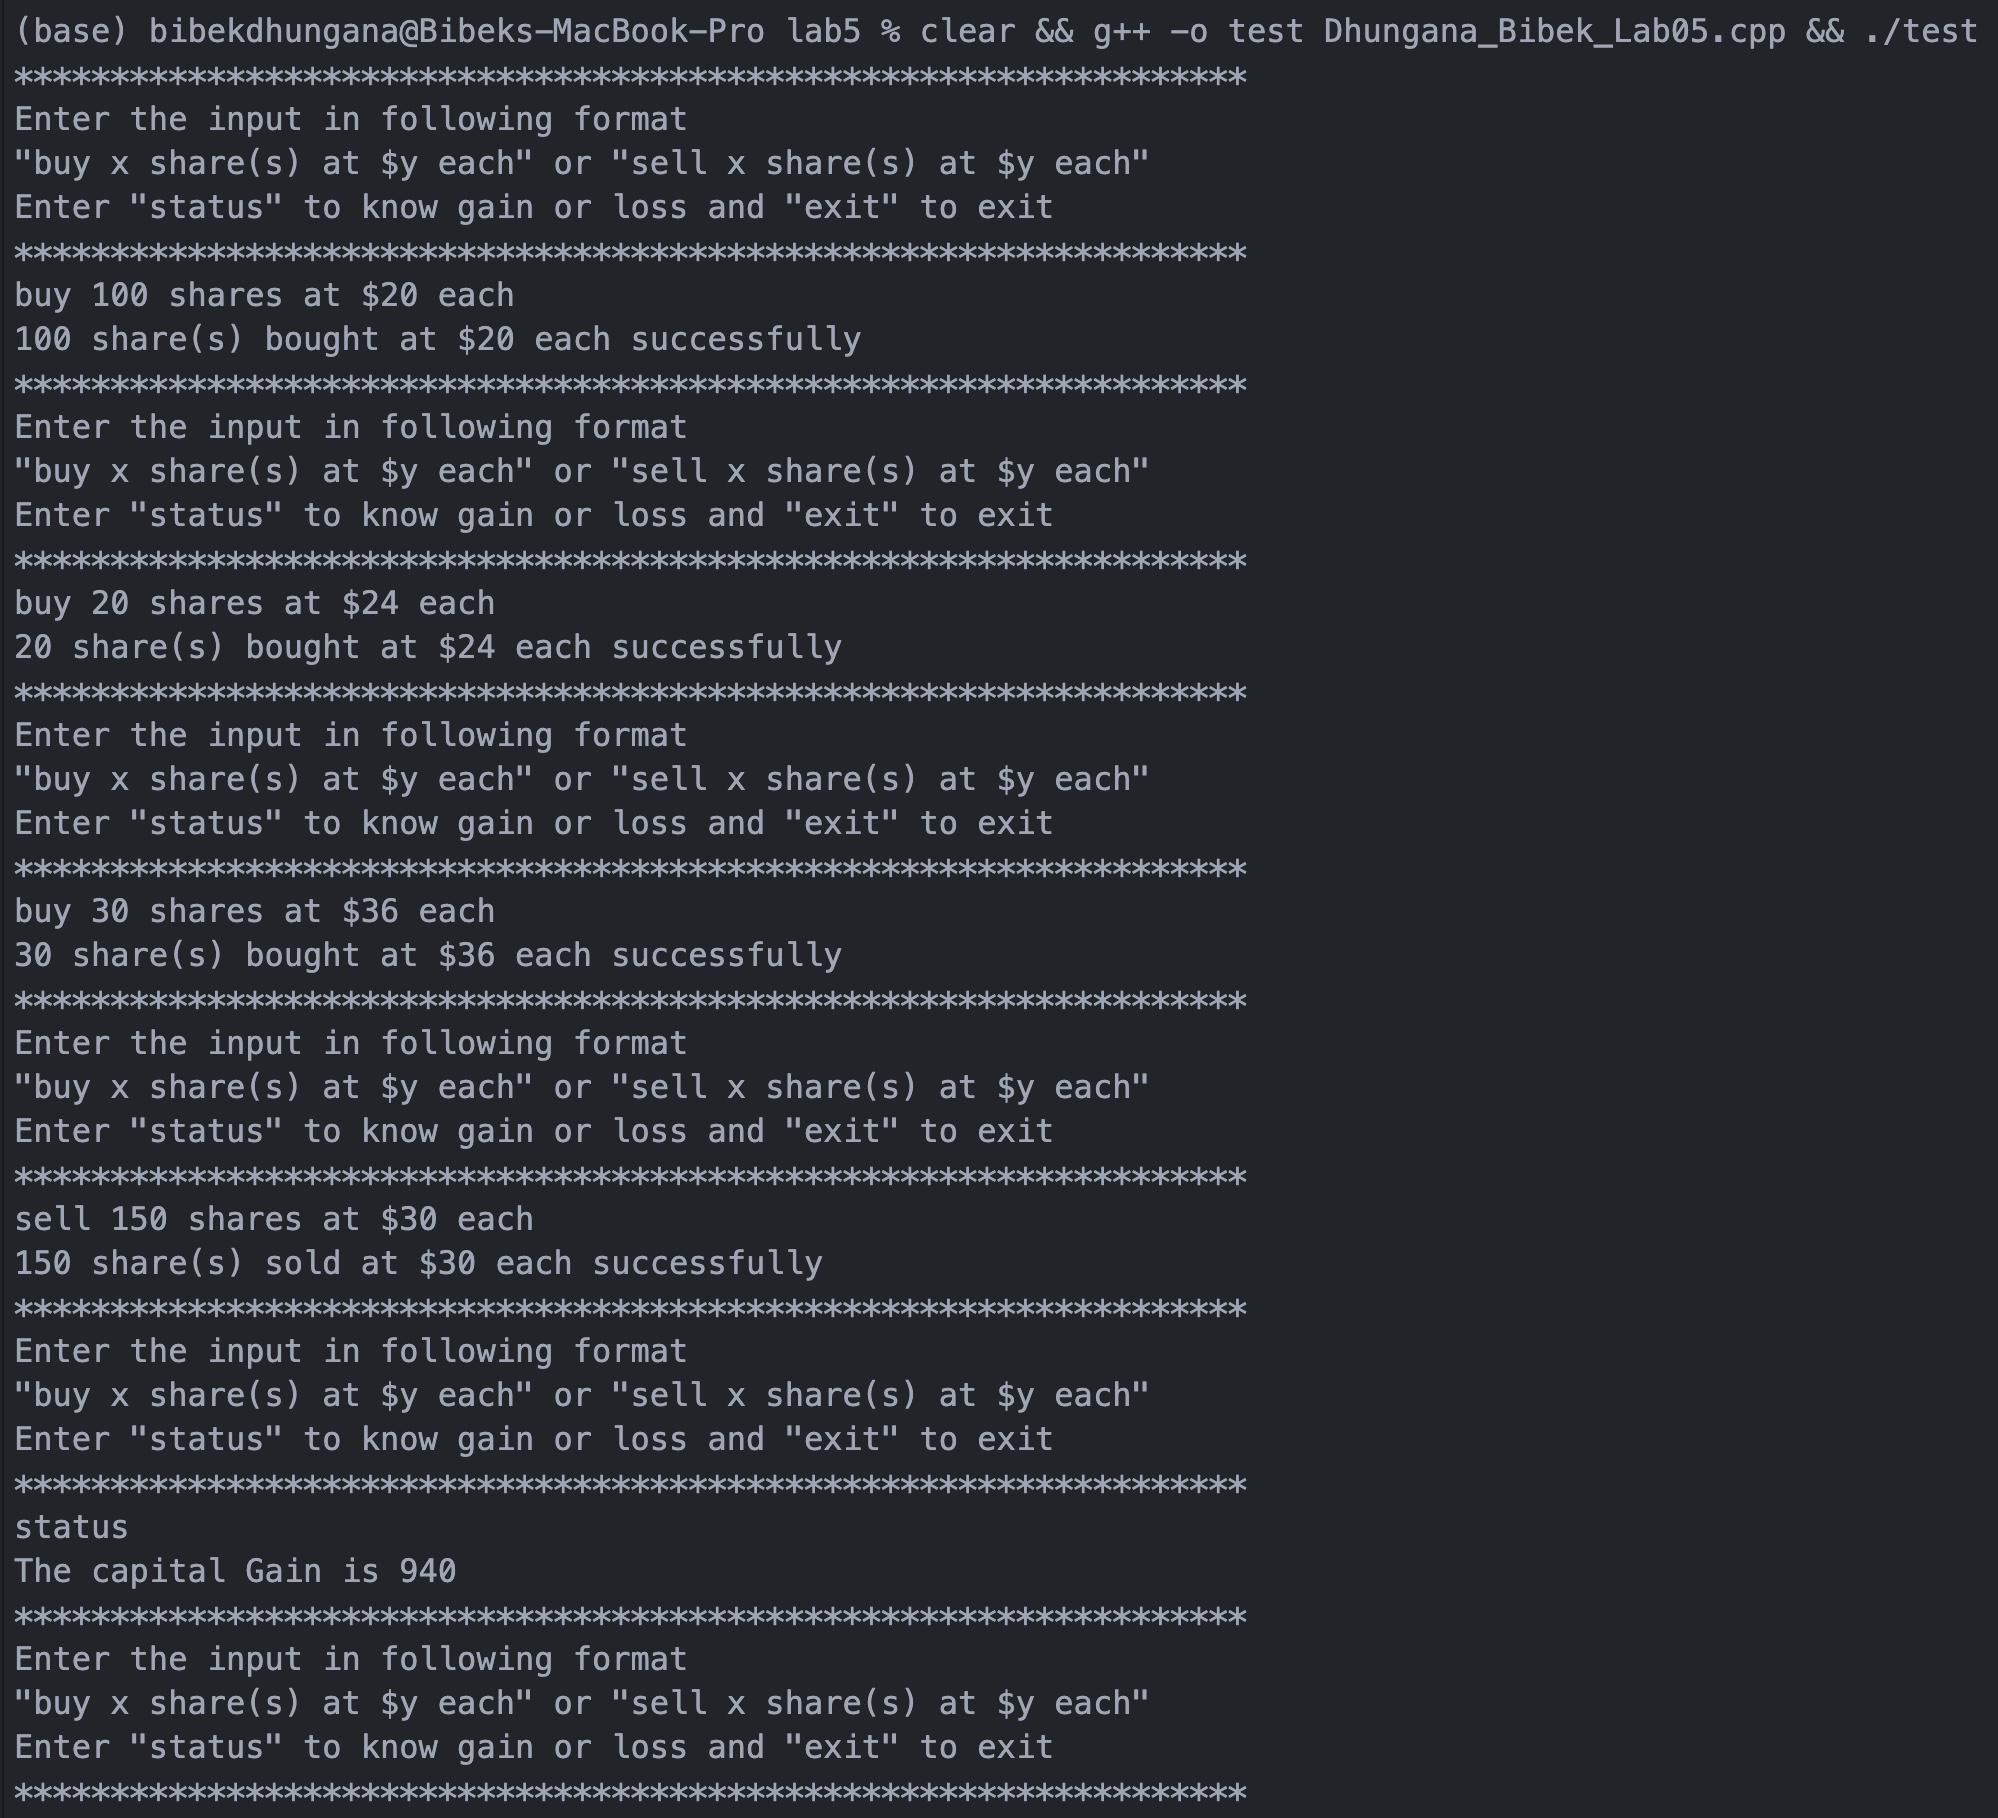 (base) bibekdhungana@Bibeks-MacBook-Pro lab5 % clear && g++ -o test Dhungana_Bibek_Lab05.cpp && ./test
****************************************************************
Enter the input in following format
"buy x share(s) at $y each" or "sell x share(s) at $y each"
Enter "status" to know gain or loss and "exit" to exit
****************************************************************
buy 100 shares at $20 each
100 share(s) bought at $20 each successfully
****************************************************************
Enter the input in following format
"buy x share(s) at $y each" or "sell x share(s) at $y each"
Enter "status" to know gain or loss and "exit" to exit
****************************************************************
buy 20 shares at $24 each
20 share(s) bought at $24 each successfully
****************************************************************
Enter the input in following format
"buy x share(s) at $y each" or "sell x share(s) at $y each"
Enter "status" to know gain or loss and "exit" to exit
****************************************************************
buy 30 shares at $36 each
30 share(s) bought at $36 each successfully
****************************************************************
Enter the input in following format
"buy x share(s) at $y each" or "sell x share(s) at $y each"
Enter "status" to know gain or loss and "exit" to exit
****************************************************************
sell 150 shares at $30 each
150 share(s) sold at $30 each successfully
****************************************************************
Enter the input in following format
"buy x share(s) at $y each" or "sell x share(s) at $y each"
Enter "status" to know gain or loss and "exit" to exit
****************************************************************
status
The capital Gain is 940
****************************************************************
Enter the input in following format
"buy x share(s) at $y each" or "sell x share(s) at $y each"
Enter "status" to know gain or loss and "exit" to exit
****************************************************************